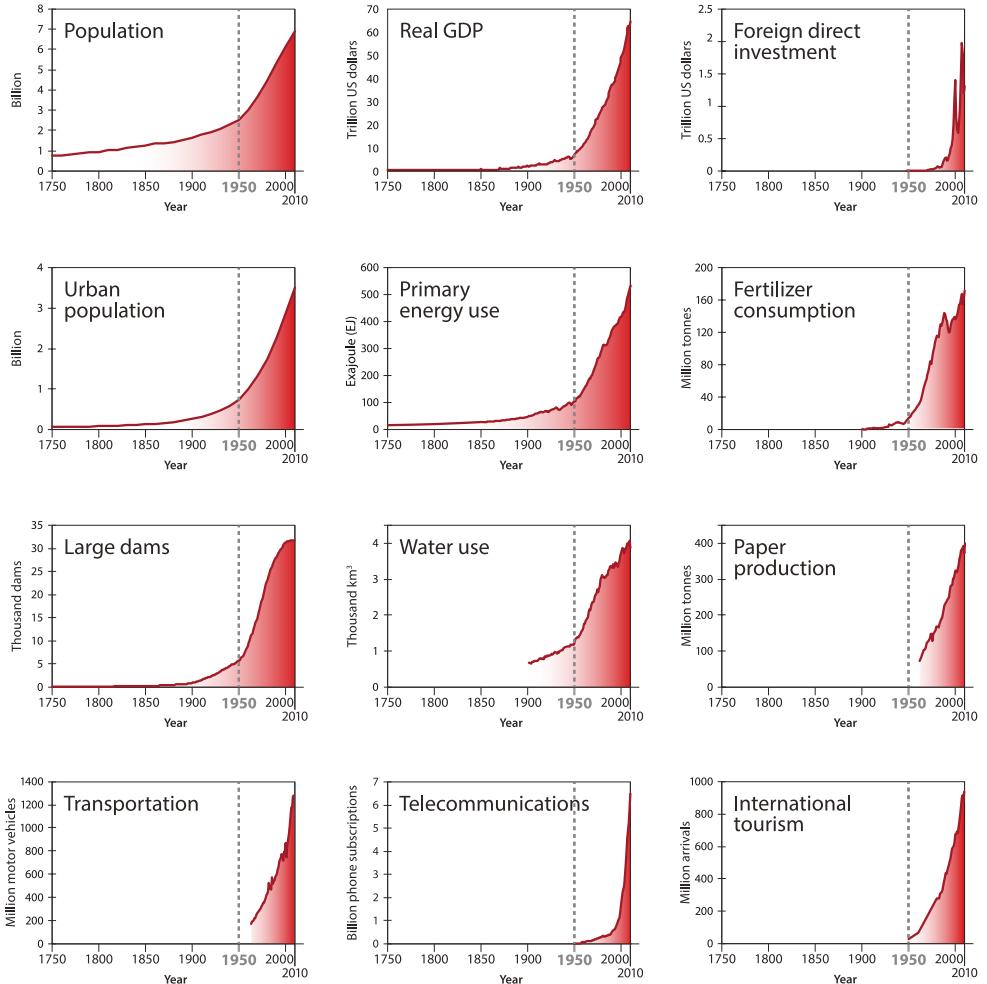 Population
Billion
8
7
6
5
4
3
2
1
0
1750 1800 1850 1900 1950 2000
2010
Year
Real GDP
Trillion US dollars
70
60
50
40
30
20
10
0
1750 1800 1850 1900 1950 2000
2010
Year
Foreign direct
investment
Trillion US dollars
2.5
2
1.5
1
0.5
0
1750 1800 1850 1900 1950 2000
2010
Year
Urban
population
Billion
4
3
2
1
0
1750 1800 1850 1900 1950 2000
2010
Year
Primary
energy use
Exajoule (EJ)
600
500
400
300
200
100
0
1750 1800 1850 1900 1950 2000
2010
Year
Fertilizer
consumption
Million tonnes
200
160
120
80
40
0
1750 1800 1850 1900 1950 2000
2010
Year
Large dams
Thousand dams
35
30
25
20
15
10
5
0
1750 1800 1850 1900 1950 2000
2010
Year
Water use
Thousand km³
4
3
2
1
0
1750 1800 1850 1900 1950 2000
2010
Year
Paper
production
Million tonnes
400
300
200
100
0
1750 1800 1850 1900 1950 2000
2010
Year
Transportation
Million motor vehicles
1400
1200
1000
800
600
400
200
0
1750 1800 1850 1900 1950 2000
2010
Year
Telecommunications
Billion phone subscriptions
7
6
5
4
3
2
1
0
1750 1800 1850 1900 1950 2000
2010
Year
International
tourism
Million arrivals
1000
800
600
400
200
0
1750 1800 1850 1900 1950 2000
2010
Year